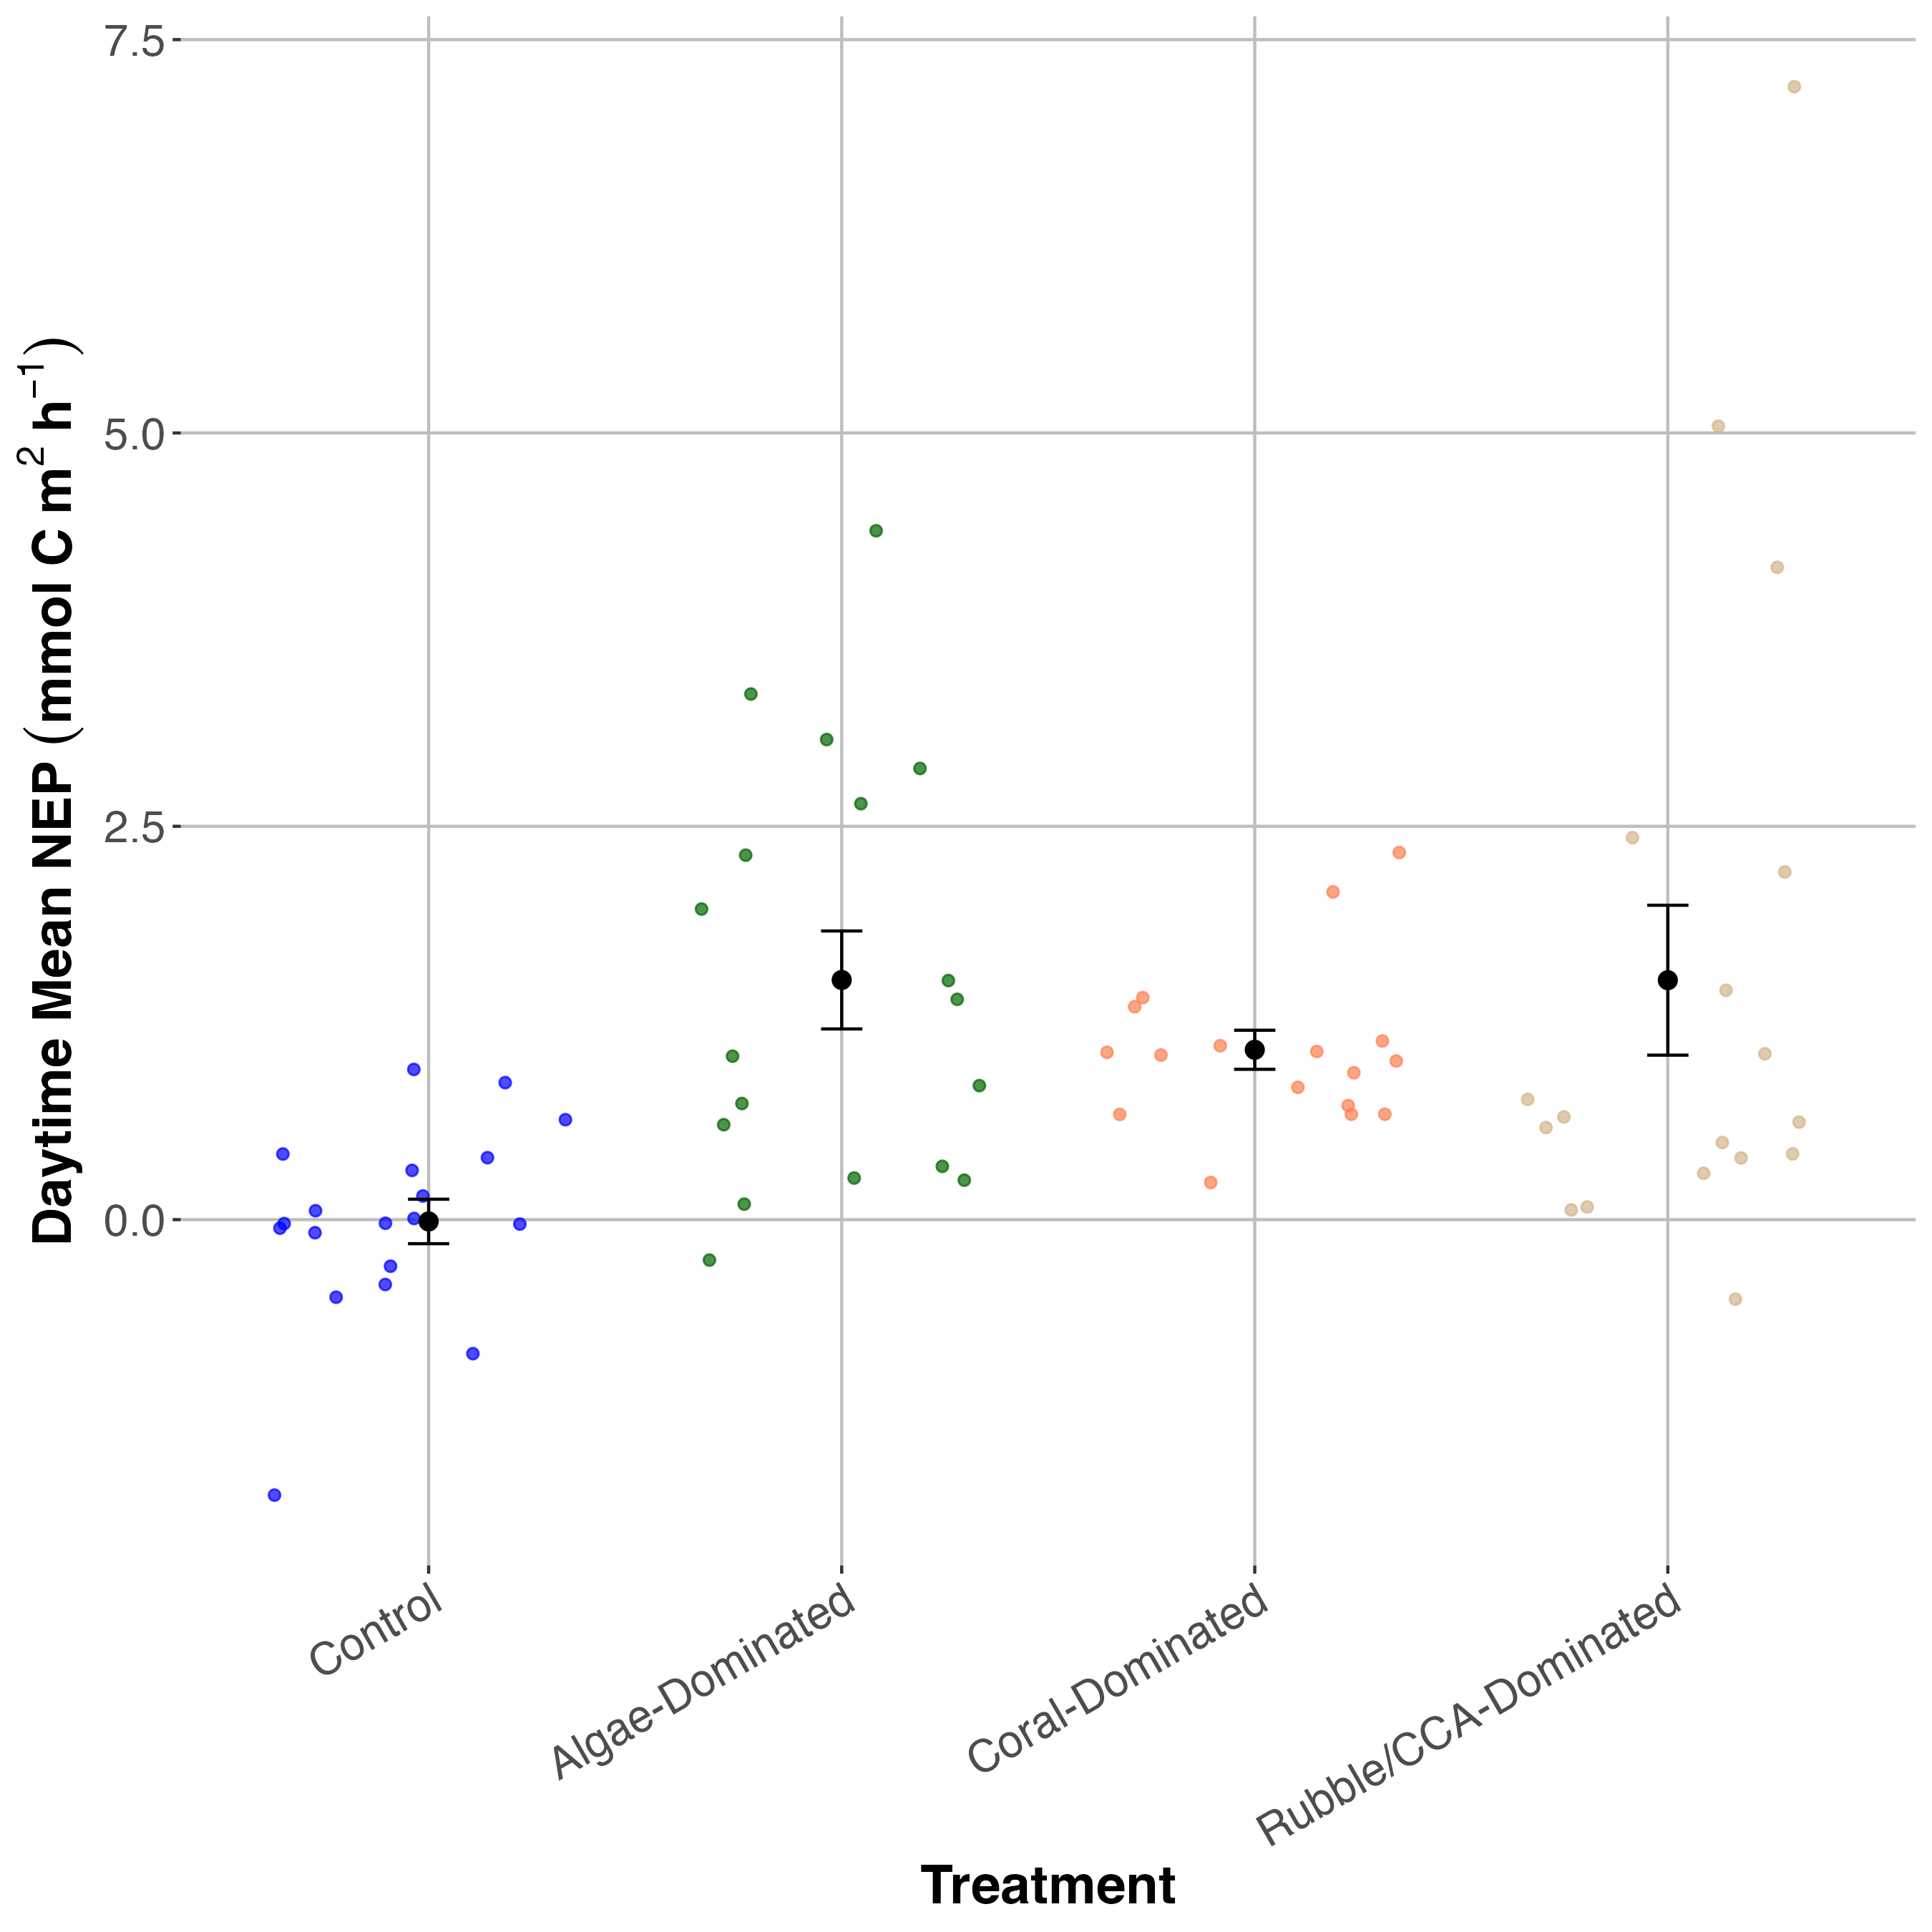 Daytime Mean NEP (mmol C m² h⁻¹)
7.5
5.0
2.5
0.0
Control
Algae-Dominated
Coral-Dominated
Rubble/CCA-Dominated
Treatment